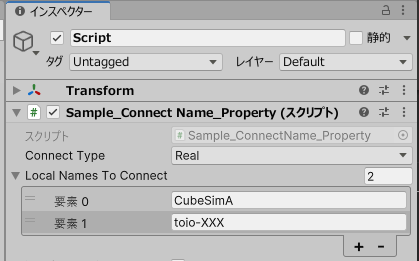 インスペクター
Script
静的
タグ Untagged レイヤー Default
Transform
Sample_Connect Name_Property (スクリプト)
スクリプト Sample_ConnectName_Property
Connect Type Real
Local Names To Connect 2
要素 0 CubeSimA
要素 1 toio-XXX
+ -